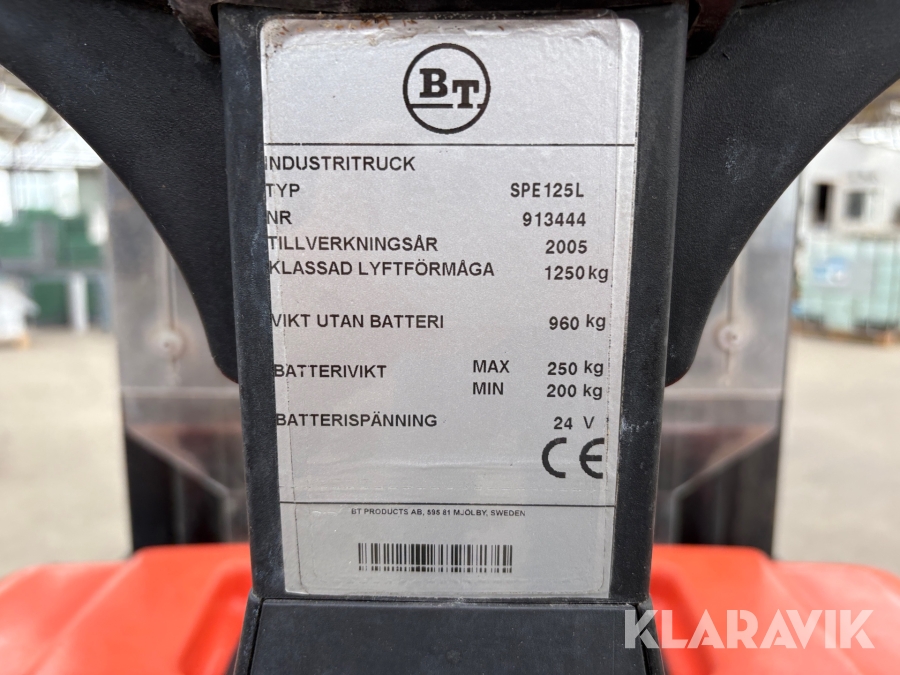 BT
INDUSTRITRUCK
TYP SPE125L
NR 913444
TILLVERKNINGSÅR 2005
KLASSAD LYFTFÖRMÅGA 1250 kg
VIKT UTAN BATTERI 960 kg
BATTERIVIKT MAX 250 kg
MIN 200 kg
BATTERISPÄNNING 24 V
CE
BT PRODUCTS AB, 595 81 MJÖLBY, SWEDEN
KLARAVIK